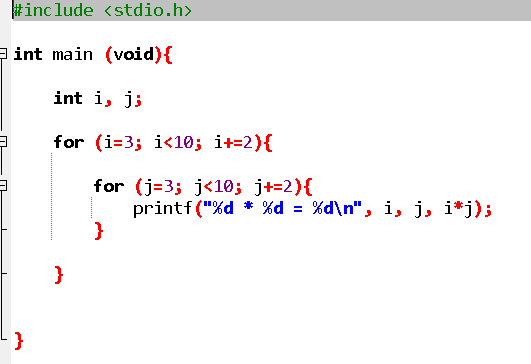 #include <stdio.h>
int main (void){
int i, j;
for (i=3; i<10; i+=2){
for (j=3; j<10; j+=2){
printf("%d * %d = %d\n", i, j, i*j);
}
}
}